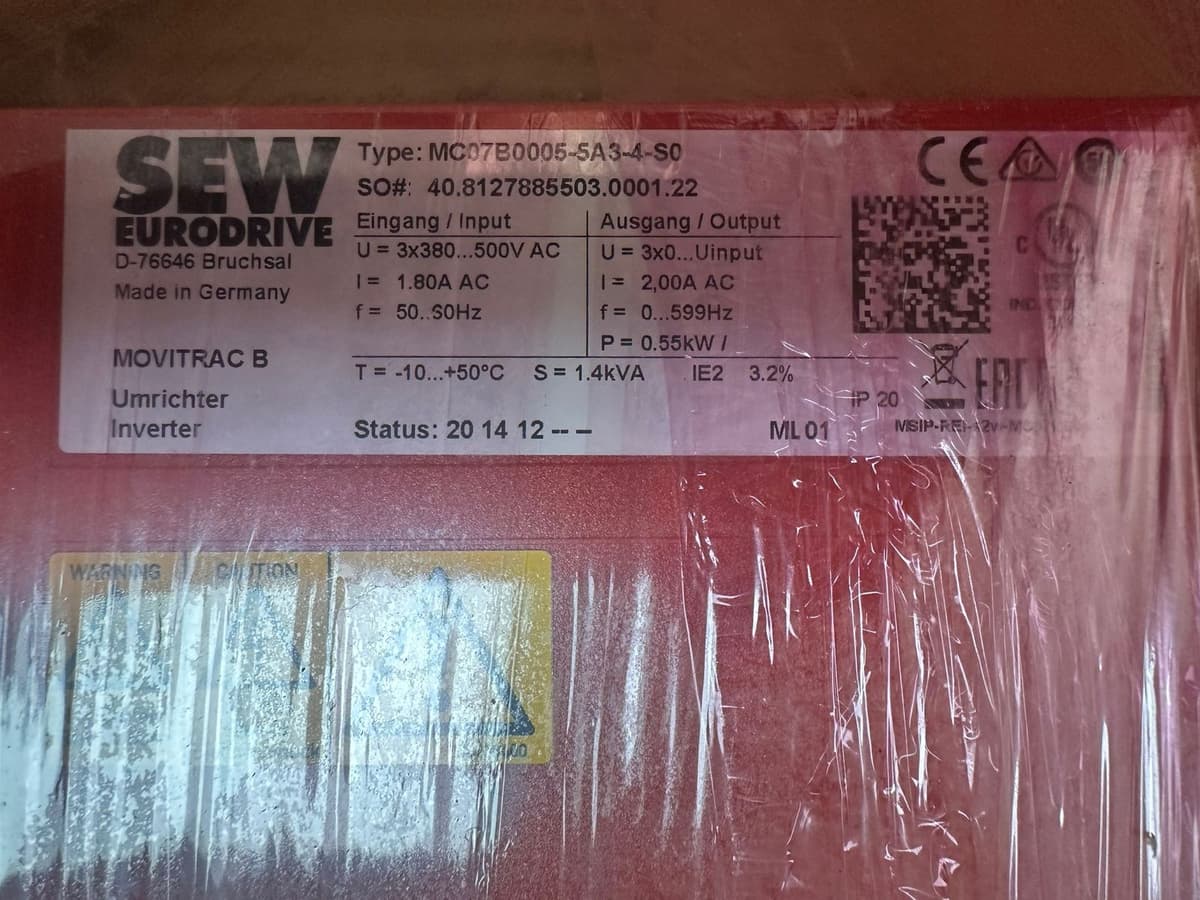 SEW
EURODRIVE
D-76646 Bruchsal
Made in Germany
MOVITRAC B
Umrichter
Inverter
Type: MC07B0005-5A3-4-S0
SO#: 40.8127885503.0001.22
Eingang / Input
U = 3x380...500V AC
I = 1.80A AC
f = 50..60Hz
Ausgang / Output
U = 3x0...Uinput
I = 2,00A AC
f = 0...599Hz
P = 0.55kW /
T = -10...+50°C S = 1.4kVA IE2 3.2%
Status: 20 14 12 -- --
ML 01
IP 20
CE
EAC
WARNING
CAUTION